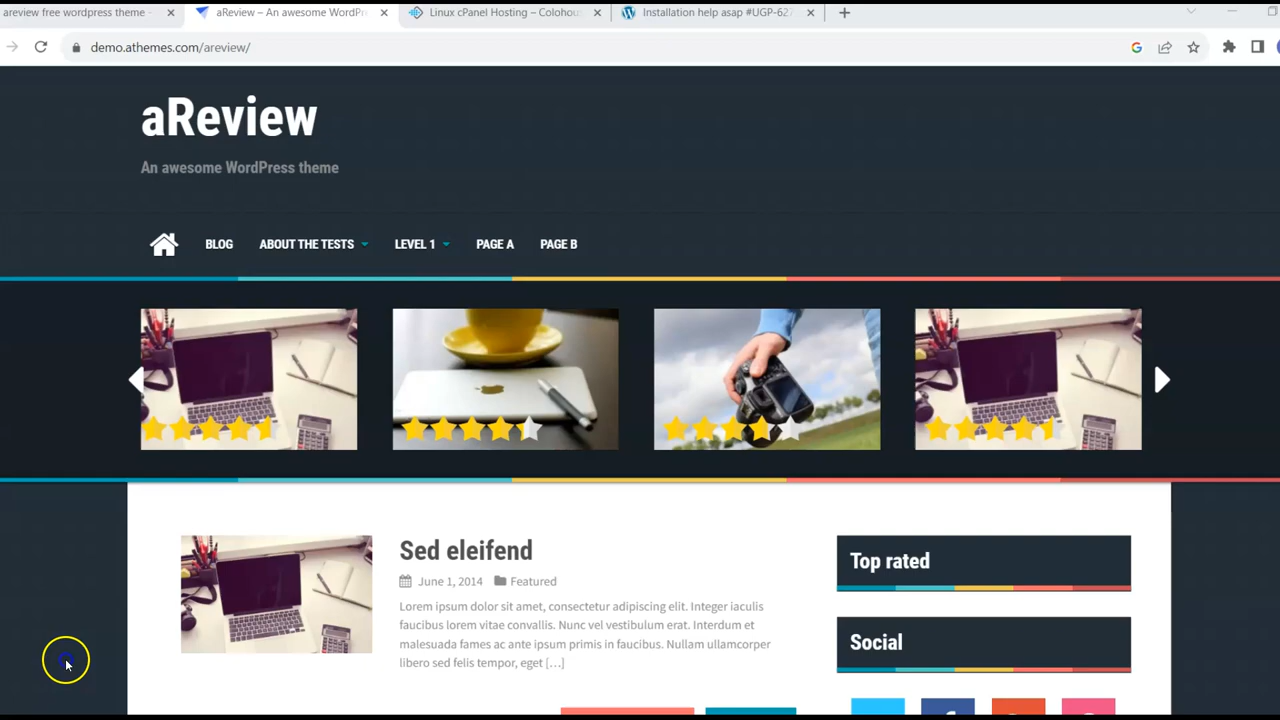 areview free wordpress theme -
aReview – An awesome WordPr
Linux cPanel Hosting – Colohou
Installation help asap #UGP-627
demo.athemes.com/areview/
aReview
An awesome WordPress theme
BLOG ABOUT THE TESTS LEVEL 1 PAGE A PAGE B
Sed eleifend
June 1, 2014 Featured
Lorem ipsum dolor sit amet, consectetur adipiscing elit. Integer iaculis
faucibus lorem vitae convallis. Nunc vel vestibulum erat. Interdum et
malesuada fames ac ante ipsum primis in faucibus. Nullam ullamcorper
libero sed felis tempor, eget […]
Top rated
Social